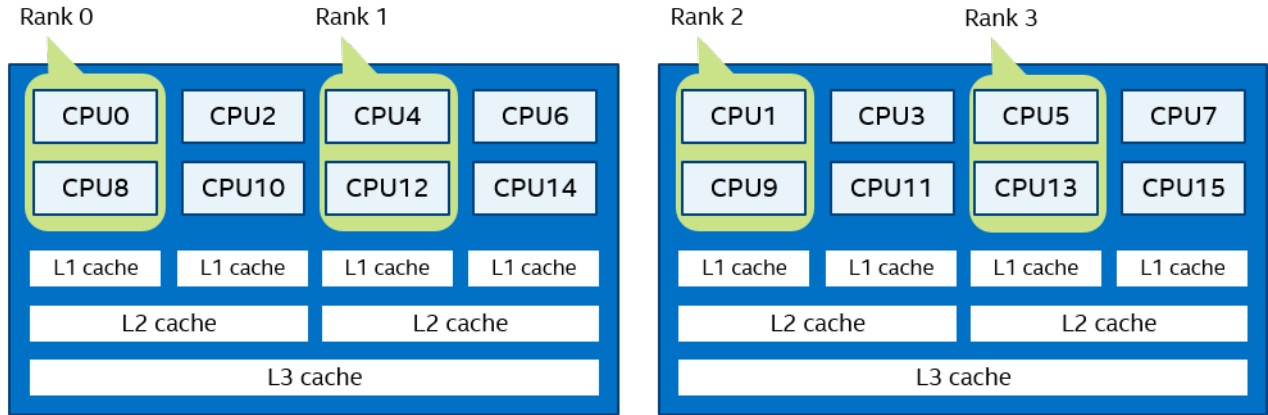 Rank 0 Rank 1 Rank 2 Rank 3
CPU0 CPU2 CPU4 CPU6 CPU1 CPU3 CPU5 CPU7
CPU8 CPU10 CPU12 CPU14 CPU9 CPU11 CPU13 CPU15
L1 cache L1 cache L1 cache L1 cache L1 cache L1 cache L1 cache L1 cache
L2 cache L2 cache L2 cache L2 cache
L3 cache L3 cache